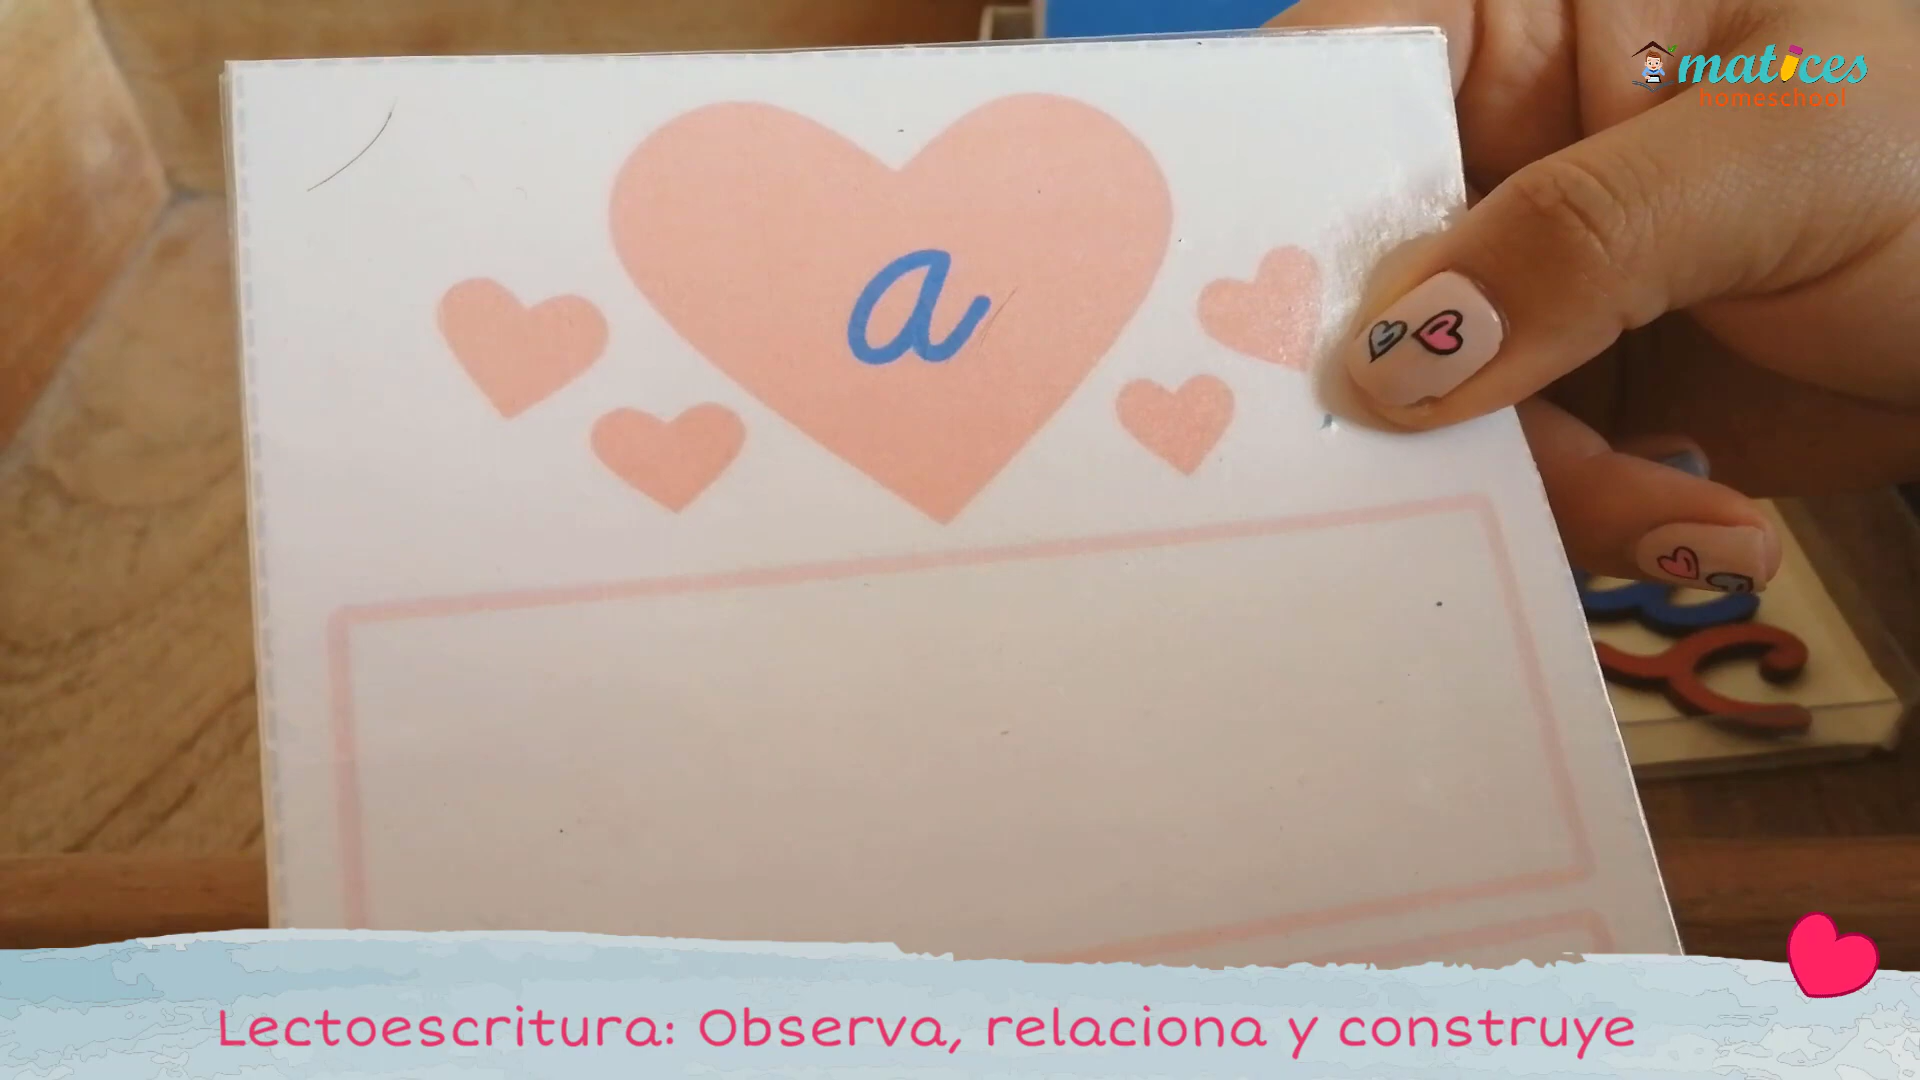 matices
homeschool
a
Lectoescritura: Observa, relaciona y construye